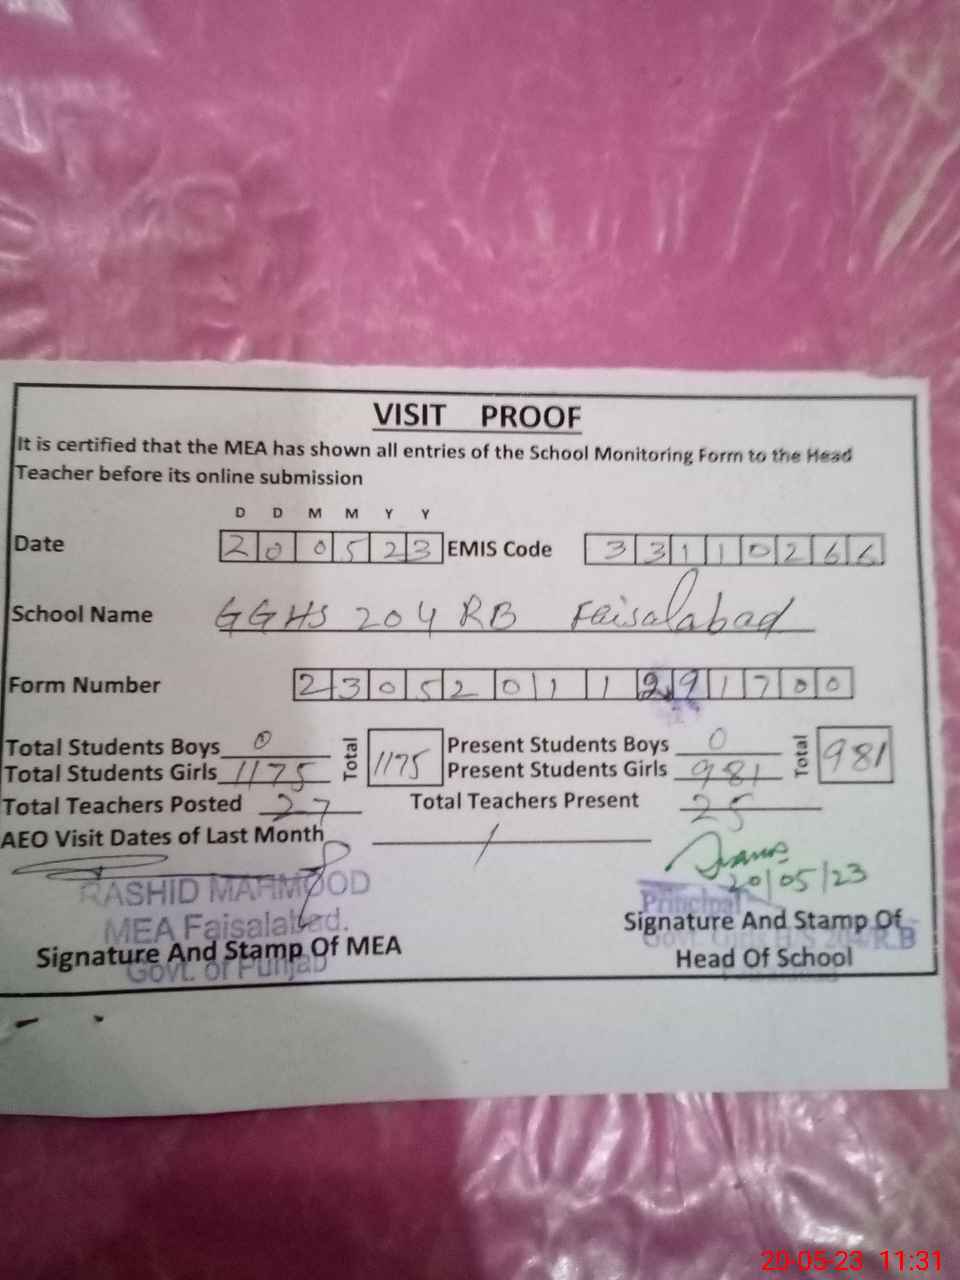 VISIT PROOF
It is certified that the MEA has shown all entries of the School Monitoring Form to the Head
Teacher before its online submission
D D M M Y Y
Date 2 0 0 5 2 3 EMIS Code 3 3 1 1 0 2 6 6
School Name GGHS 204 RB Faisalabad
Form Number 2 3 0 5 2 0 1 1 2 9 1 7 0 0
Total Students Boys 0 Total 1175 Present Students Boys 0 Total 981
Total Students Girls 1175 Present Students Girls 981
Total Teachers Posted 27 Total Teachers Present 25
AEO Visit Dates of Last Month /
20/05/23
RASHID MAHMOOD
MEA Faisalabad.
Govt. of Punjab
Signature And Stamp Of MEA
Principal
Signature And Stamp Of
Head Of School
20-05-23 11:31